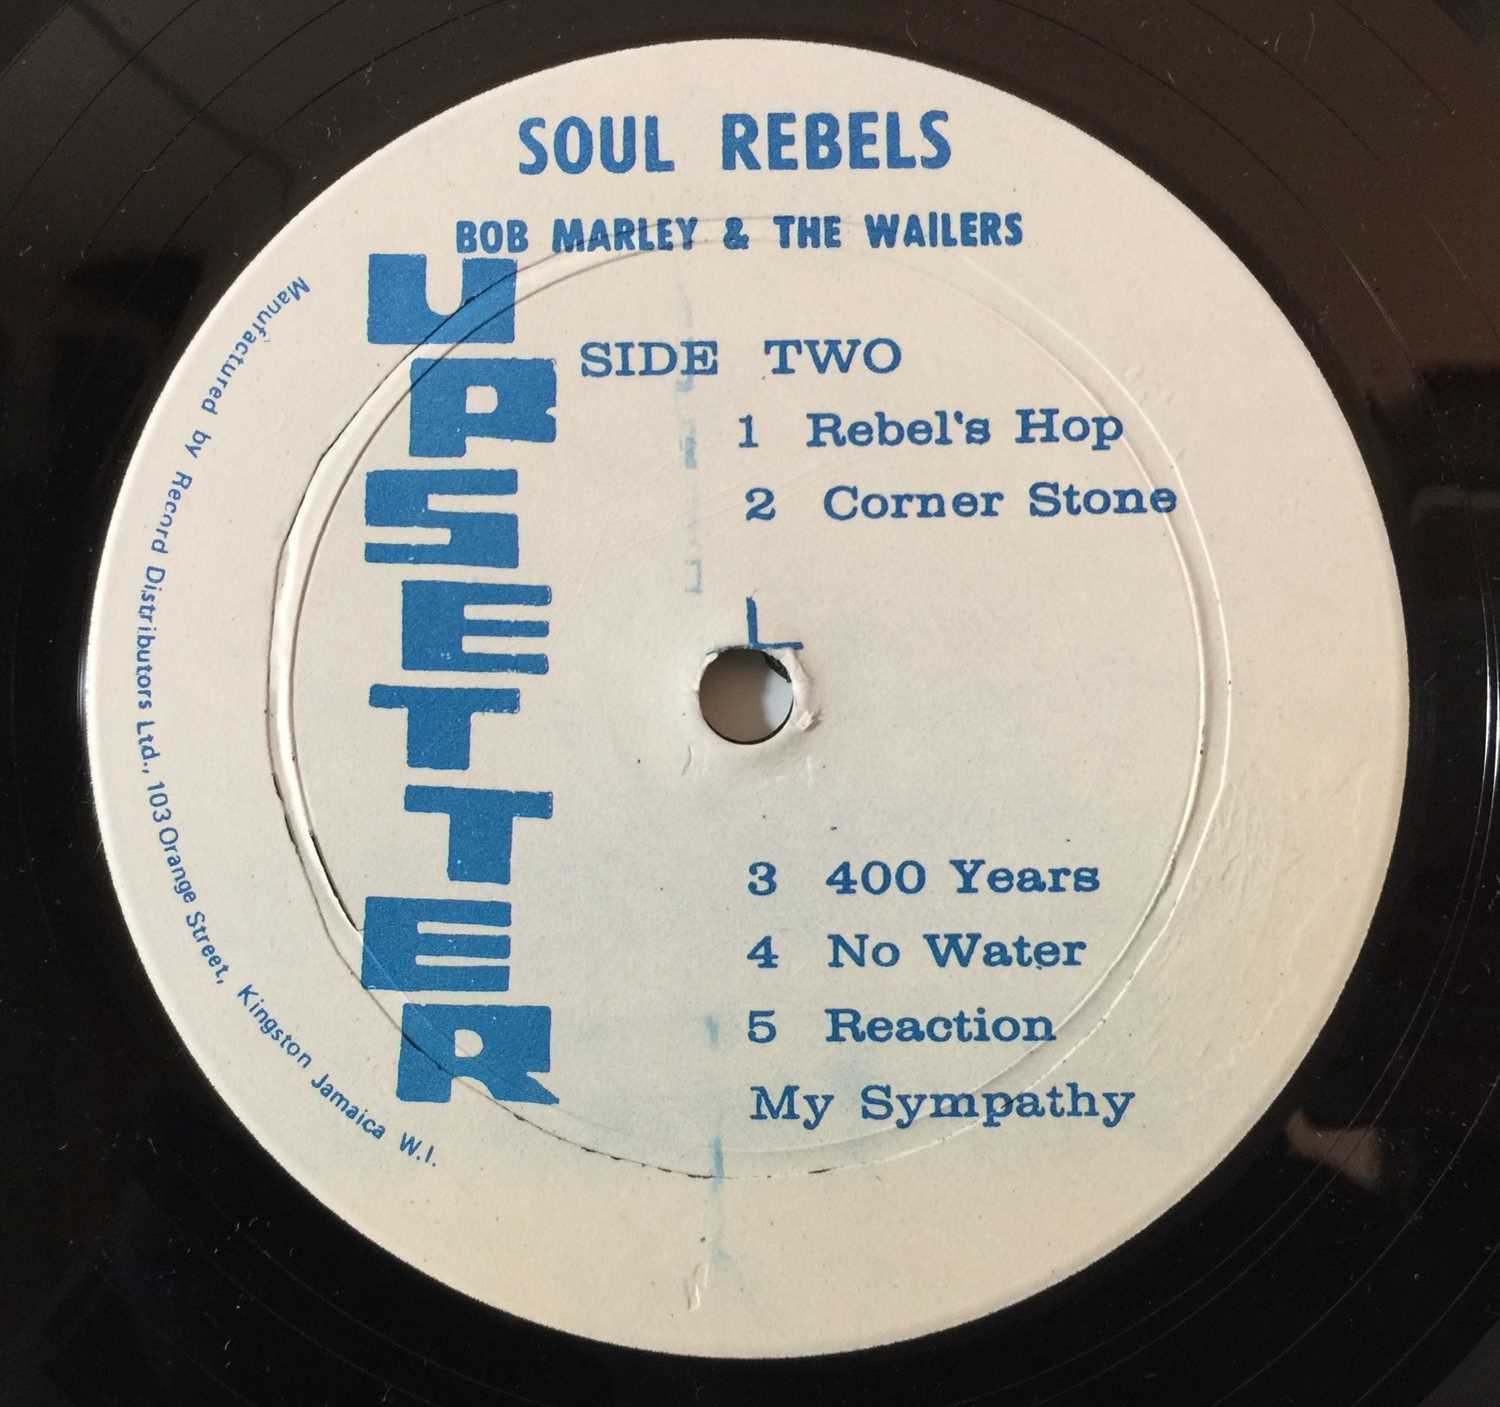 SOUL REBELS
BOB MARLEY & THE WAILERS
UPSETTER
SIDE TWO
1 Rebel's Hop
2 Corner Stone
3 400 Years
4 No Water
5 Reaction
My Sympathy
Manufactured by Record Distributors Ltd., 103 Orange Street, Kingston Jamaica W.I.